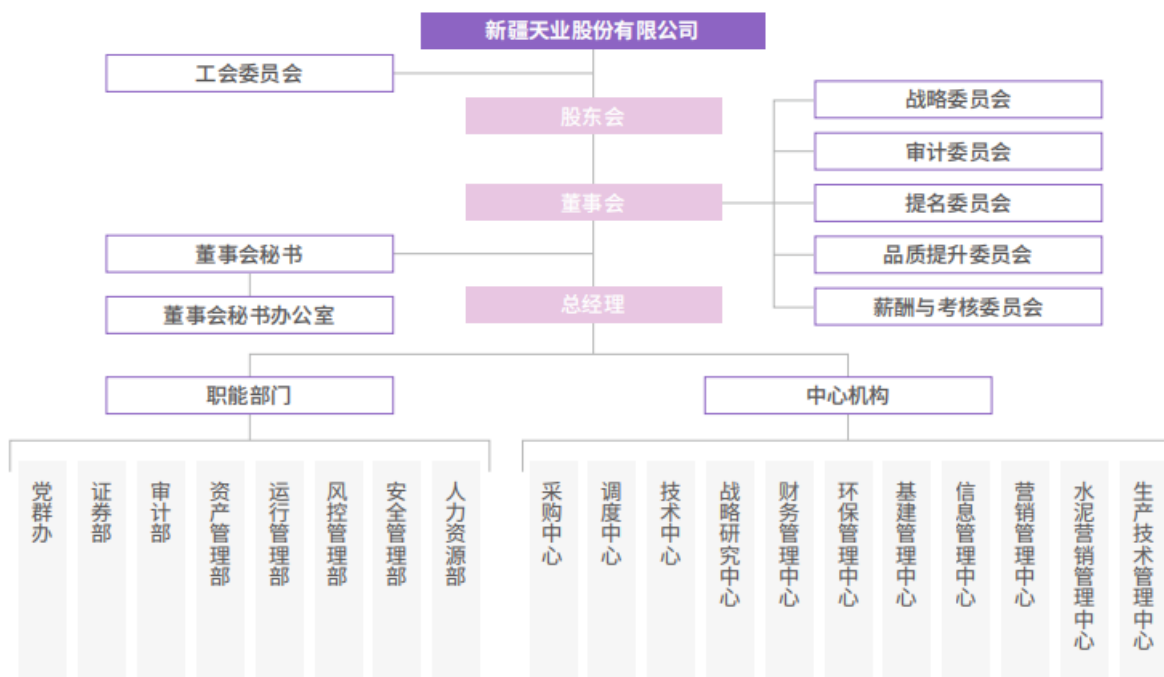 新疆天业股份有限公司
工会委员会
股东会
战略委员会
审计委员会
董事会
提名委员会
董事会秘书
品质提升委员会
董事会秘书办公室
总经理
薪酬与考核委员会
职能部门
中心机构
党群办
证券部
审计部
资产管理部
运行管理部
风控管理部
安全管理部
人力资源部
采购中心
调度中心
技术中心
战略研究中心
财务管理中心
环保管理中心
基建管理中心
信息管理中心
营销管理中心
水泥营销管理中心
生产技术管理中心